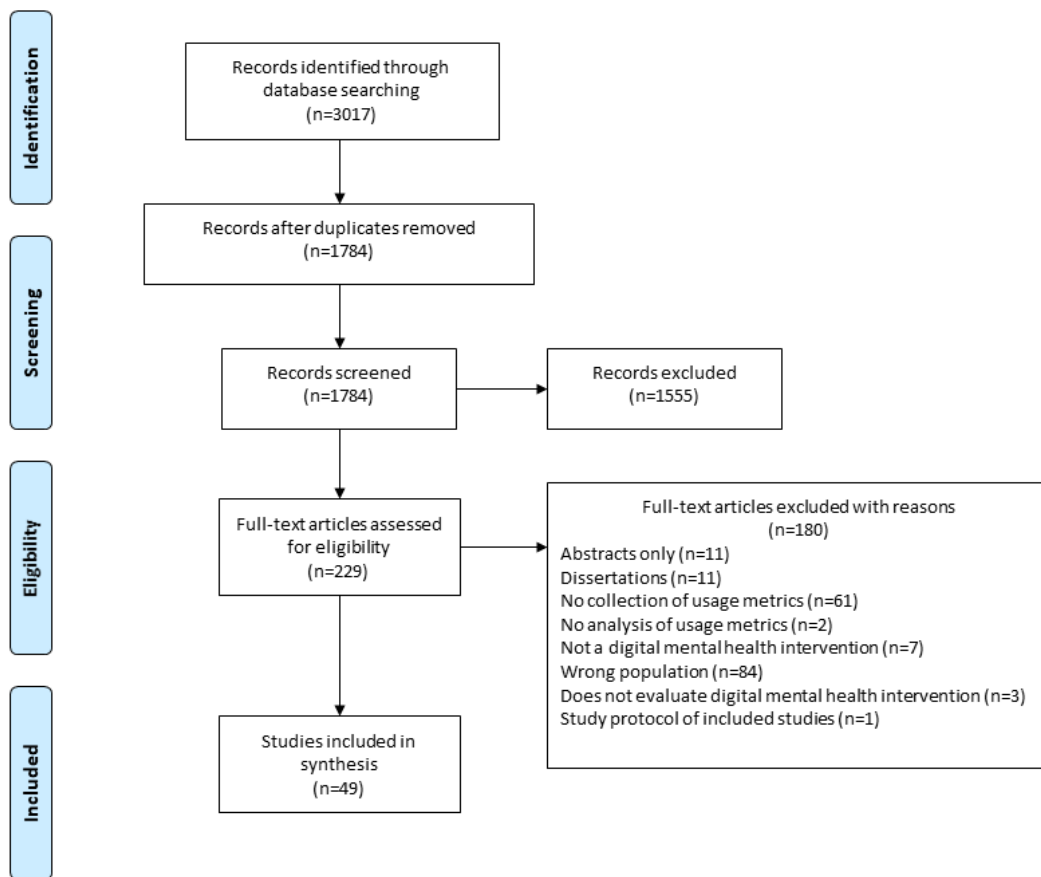 Identification
Records identified through
database searching
(n=3017)
Records after duplicates removed
(n=1784)
Screening
Records screened
(n=1784)
Records excluded
(n=1555)
Eligibility
Full-text articles assessed
for eligibility
(n=229)
Full-text articles excluded with reasons
(n=180)
Abstracts only (n=11)
Dissertations (n=11)
No collection of usage metrics (n=61)
No analysis of usage metrics (n=2)
Not a digital mental health intervention (n=7)
Wrong population (n=84)
Does not evaluate digital mental health intervention (n=3)
Study protocol of included studies (n=1)
Included
Studies included in
synthesis
(n=49)